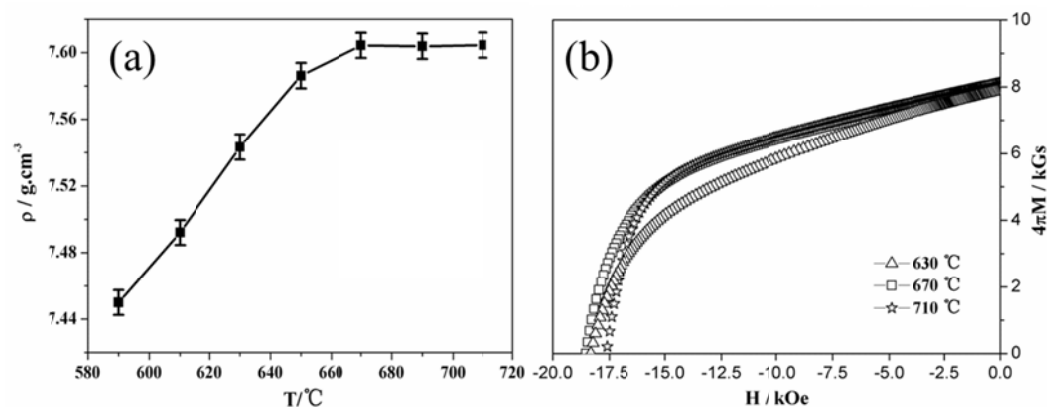 (a)
7.60
7.56
7.52
7.48
7.44
ρ / g.cm-3
580 600 620 640 660 680 700 720
T/℃
(b)
10
8
6
4
2
0
4πM / kGs
630 ℃
670 ℃
710 ℃
-20.0 -17.5 -15.0 -12.5 -10.0 -7.5 -5.0 -2.5 0.0
H / kOe